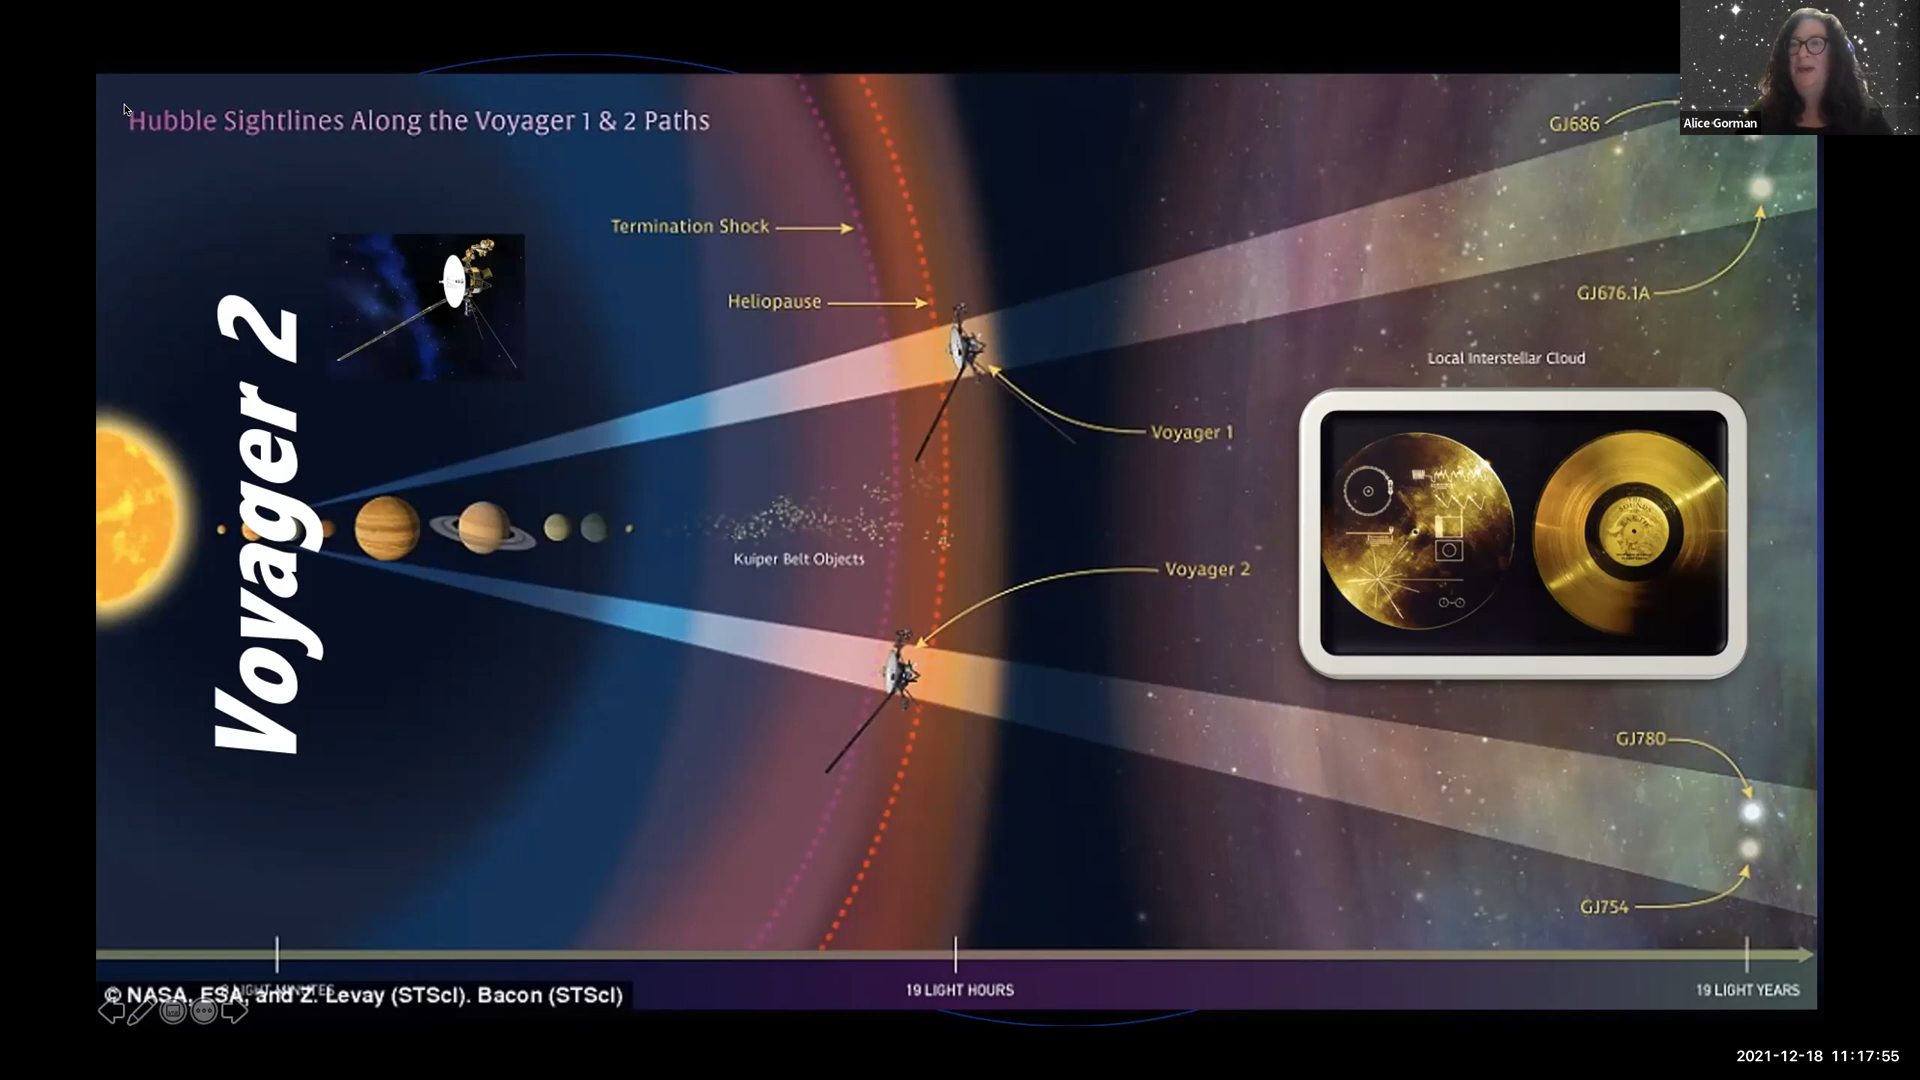 Hubble Sightlines Along the Voyager 1 & 2 Paths
GJ686
Alice Gorman
Termination Shock
Heliopause
GJ676.1A
Local Interstellar Cloud
Voyager 2
Voyager 1
Kuiper Belt Objects
Voyager 2
GJ780
GJ754
LIGHT MINUTES
19 LIGHT HOURS
19 LIGHT YEARS
© NASA, ESA, and Z. Levay (STScI). Bacon (STScI)
2021-12-18 11:17:55